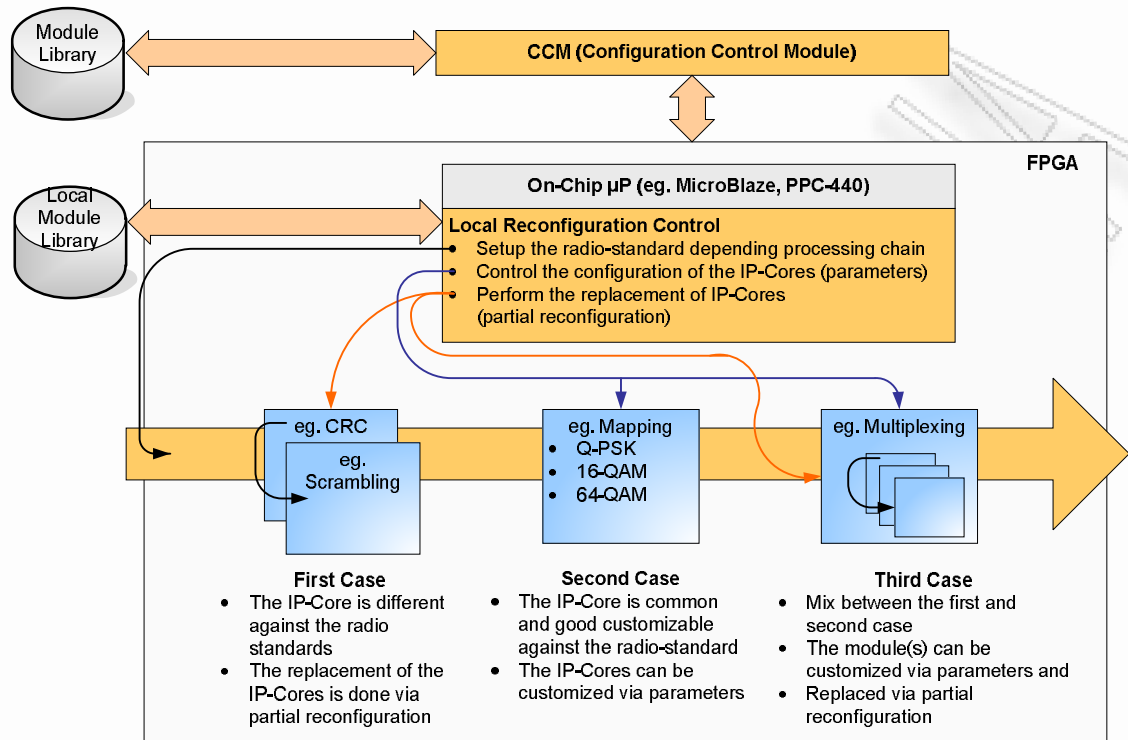 Module
Library
CCM (Configuration Control Module)
FPGA
Local
Module
Library
On-Chip µP (eg. MicroBlaze, PPC-440)
Local Reconfiguration Control
• Setup the radio-standard depending processing chain
• Control the configuration of the IP-Cores (parameters)
• Perform the replacement of IP-Cores
(partial reconfiguration)
eg. CRC
eg.
Scrambling
eg. Mapping
• Q-PSK
• 16-QAM
• 64-QAM
eg. Multiplexing
First Case
• The IP-Core is different
against the radio
standards
• The replacement of the
IP-Cores is done via
partial reconfiguration
Second Case
• The IP-Core is common
and good customizable
against the radio-standard
• The IP-Cores can be
customized via parameters
Third Case
• Mix between the first and
second case
• The module(s) can be
customized via parameters and
• Replaced via partial
reconfiguration